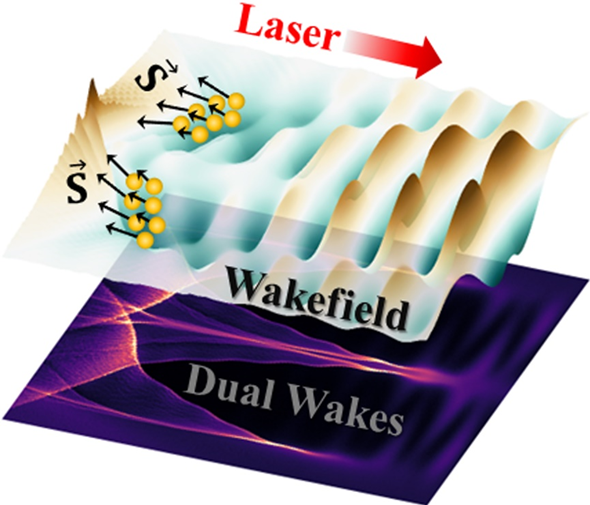 Laser
S⃗
S⃗
Wakefield
Dual Wakes